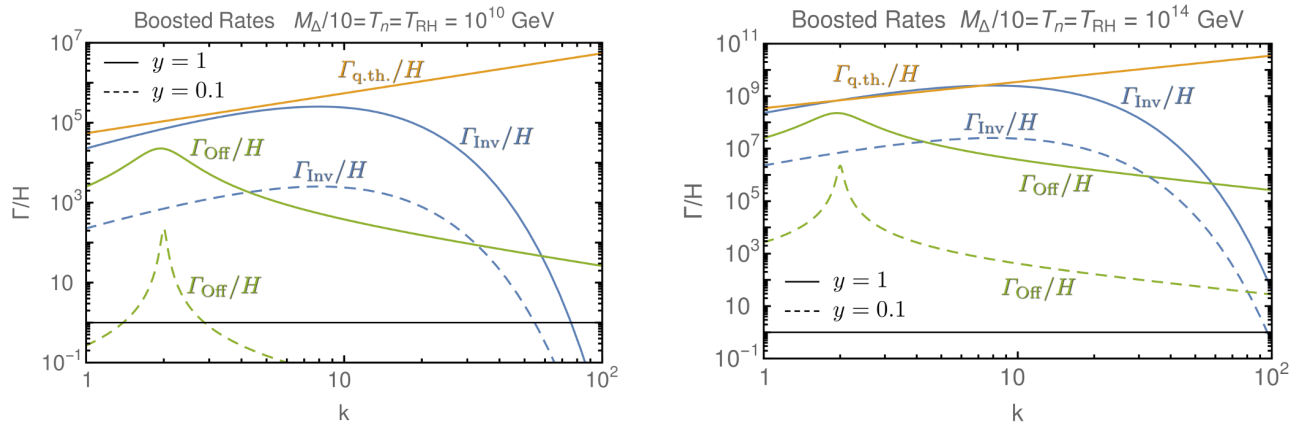 Boosted Rates M_Δ/10=T_n=T_RH = 10^10 GeV
10^7
10^5
10^3
10
10^-1
Γ/H
y = 1
y = 0.1
Γ_q.th./H
Γ_Inv/H
Γ_Off/H
Γ_Inv/H
Γ_Off/H
1
10
10^2
k
Boosted Rates M_Δ/10=T_n=T_RH = 10^14 GeV
10^11
10^9
10^7
10^5
10^3
10
10^-1
Γ/H
Γ_q.th./H
Γ_Inv/H
Γ_Inv/H
Γ_Off/H
Γ_Off/H
y = 1
y = 0.1
1
10
10^2
k